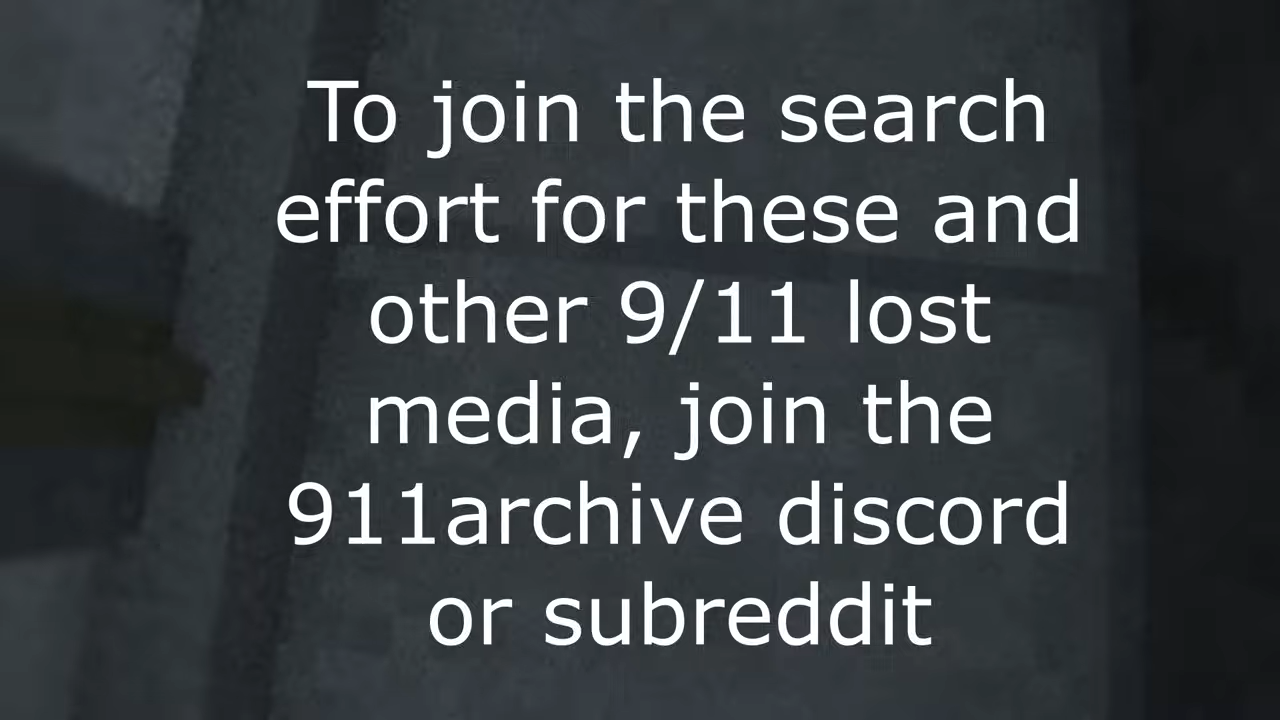 To join the search
effort for these and
other 9/11 lost
media, join the
911archive discord
or subreddit